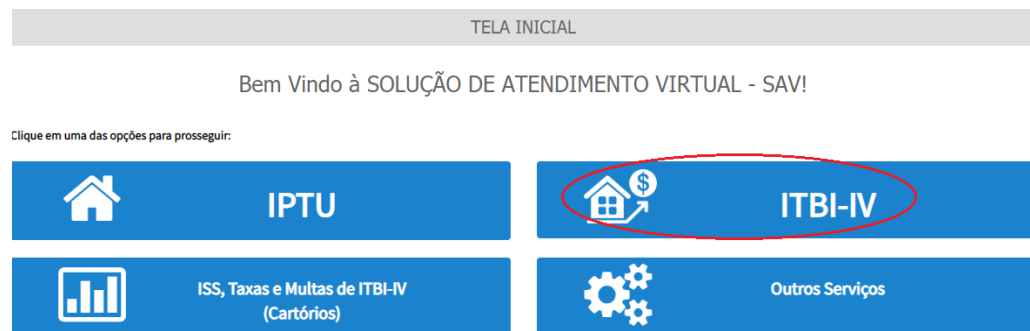 TELA INICIAL
Bem Vindo à SOLUÇÃO DE ATENDIMENTO VIRTUAL - SAV!
Clique em uma das opções para prosseguir:
IPTU
$
ITBI-IV
ISS, Taxas e Multas de ITBI-IV
(Cartórios)
Outros Serviços